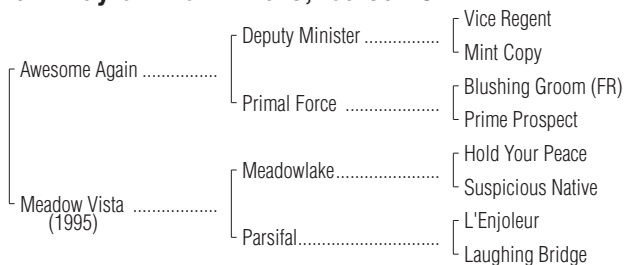 Vice Regent
Deputy Minister ................
Mint Copy
Awesome Again ................
Blushing Groom (FR)
Primal Force ....................
Prime Prospect
Hold Your Peace
Meadowlake......................
Suspicious Native
Meadow Vista ..................
(1995)
L'Enjoleur
Parsifal..............................
Laughing Bridge